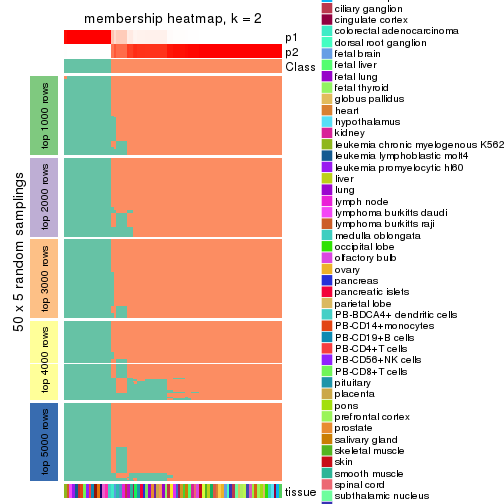 membership heatmap, k = 2
p1
p2
Class
50 x 5 random samplings
top 1000 rows
top 2000 rows
top 3000 rows
top 4000 rows
top 5000 rows
tissue
ciliary ganglion
cingulate cortex
colorectal adenocarcinoma
dorsal root ganglion
fetal brain
fetal liver
fetal lung
fetal thyroid
globus pallidus
heart
hypothalamus
kidney
leukemia chronic myelogenous K562
leukemia lymphoblastic molt4
leukemia promyelocytic hl60
liver
lung
lymph node
lymphoma burkitts daudi
lymphoma burkitts raji
medulla oblongata
occipital lobe
olfactory bulb
ovary
pancreas
pancreatic islets
parietal lobe
PB-BDCA4+ dendritic cells
PB-CD14+monocytes
PB-CD19+B cells
PB-CD4+T cells
PB-CD56+NK cells
PB-CD8+T cells
pituitary
placenta
pons
prefrontal cortex
prostate
salivary gland
skeletal muscle
skin
smooth muscle
spinal cord
subthalamic nucleus